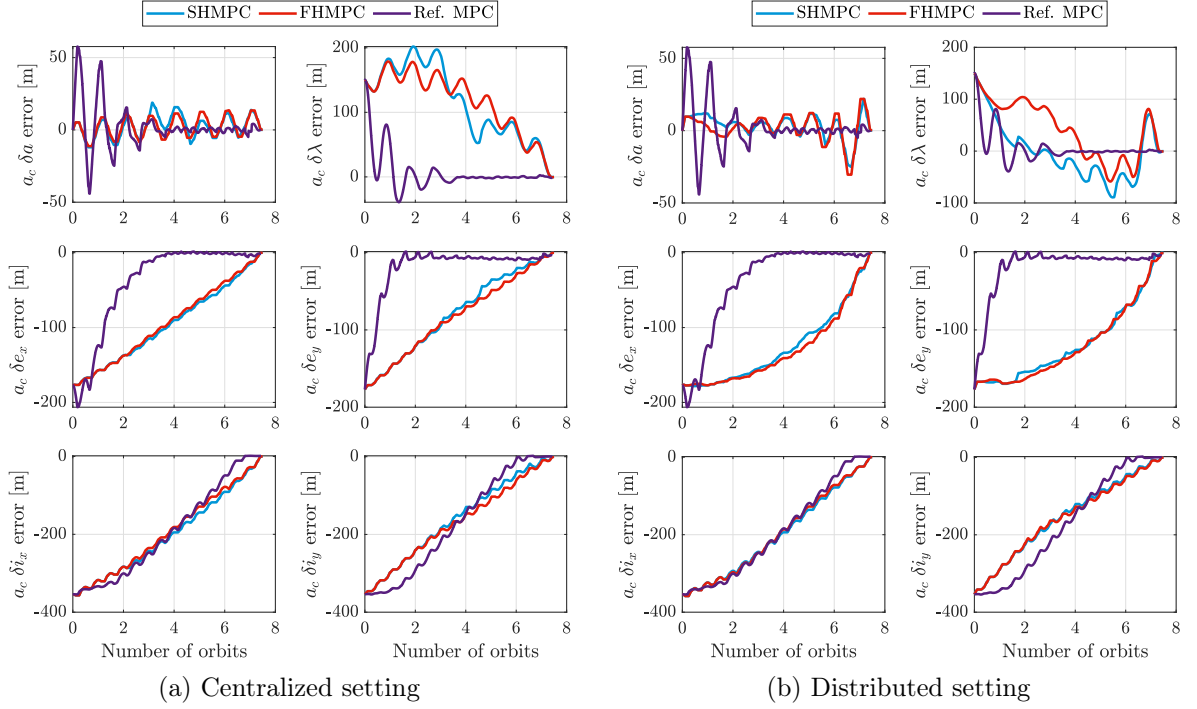 SHMPC FHMPC Ref. MPC
SHMPC FHMPC Ref. MPC
a_c δa error [m]
50
0
-50
0 2 4 6 8
a_c δλ error [m]
200
100
0
0 2 4 6 8
a_c δa error [m]
50
0
-50
0 2 4 6 8
a_c δλ error [m]
150
100
50
0
-50
-100
0 2 4 6 8
a_c δe_x error [m]
0
-100
-200
0 2 4 6 8
a_c δe_y error [m]
0
-100
-200
0 2 4 6 8
a_c δe_x error [m]
0
-100
-200
0 2 4 6 8
a_c δe_y error [m]
0
-50
-100
-150
-200
0 2 4 6 8
a_c δi_x error [m]
0
-200
-400
0 2 4 6 8
Number of orbits
a_c δi_y error [m]
0
-200
-400
0 2 4 6 8
Number of orbits
a_c δi_x error [m]
0
-200
-400
0 2 4 6 8
Number of orbits
a_c δi_y error [m]
0
-200
-400
0 2 4 6 8
Number of orbits
(a) Centralized setting
(b) Distributed setting